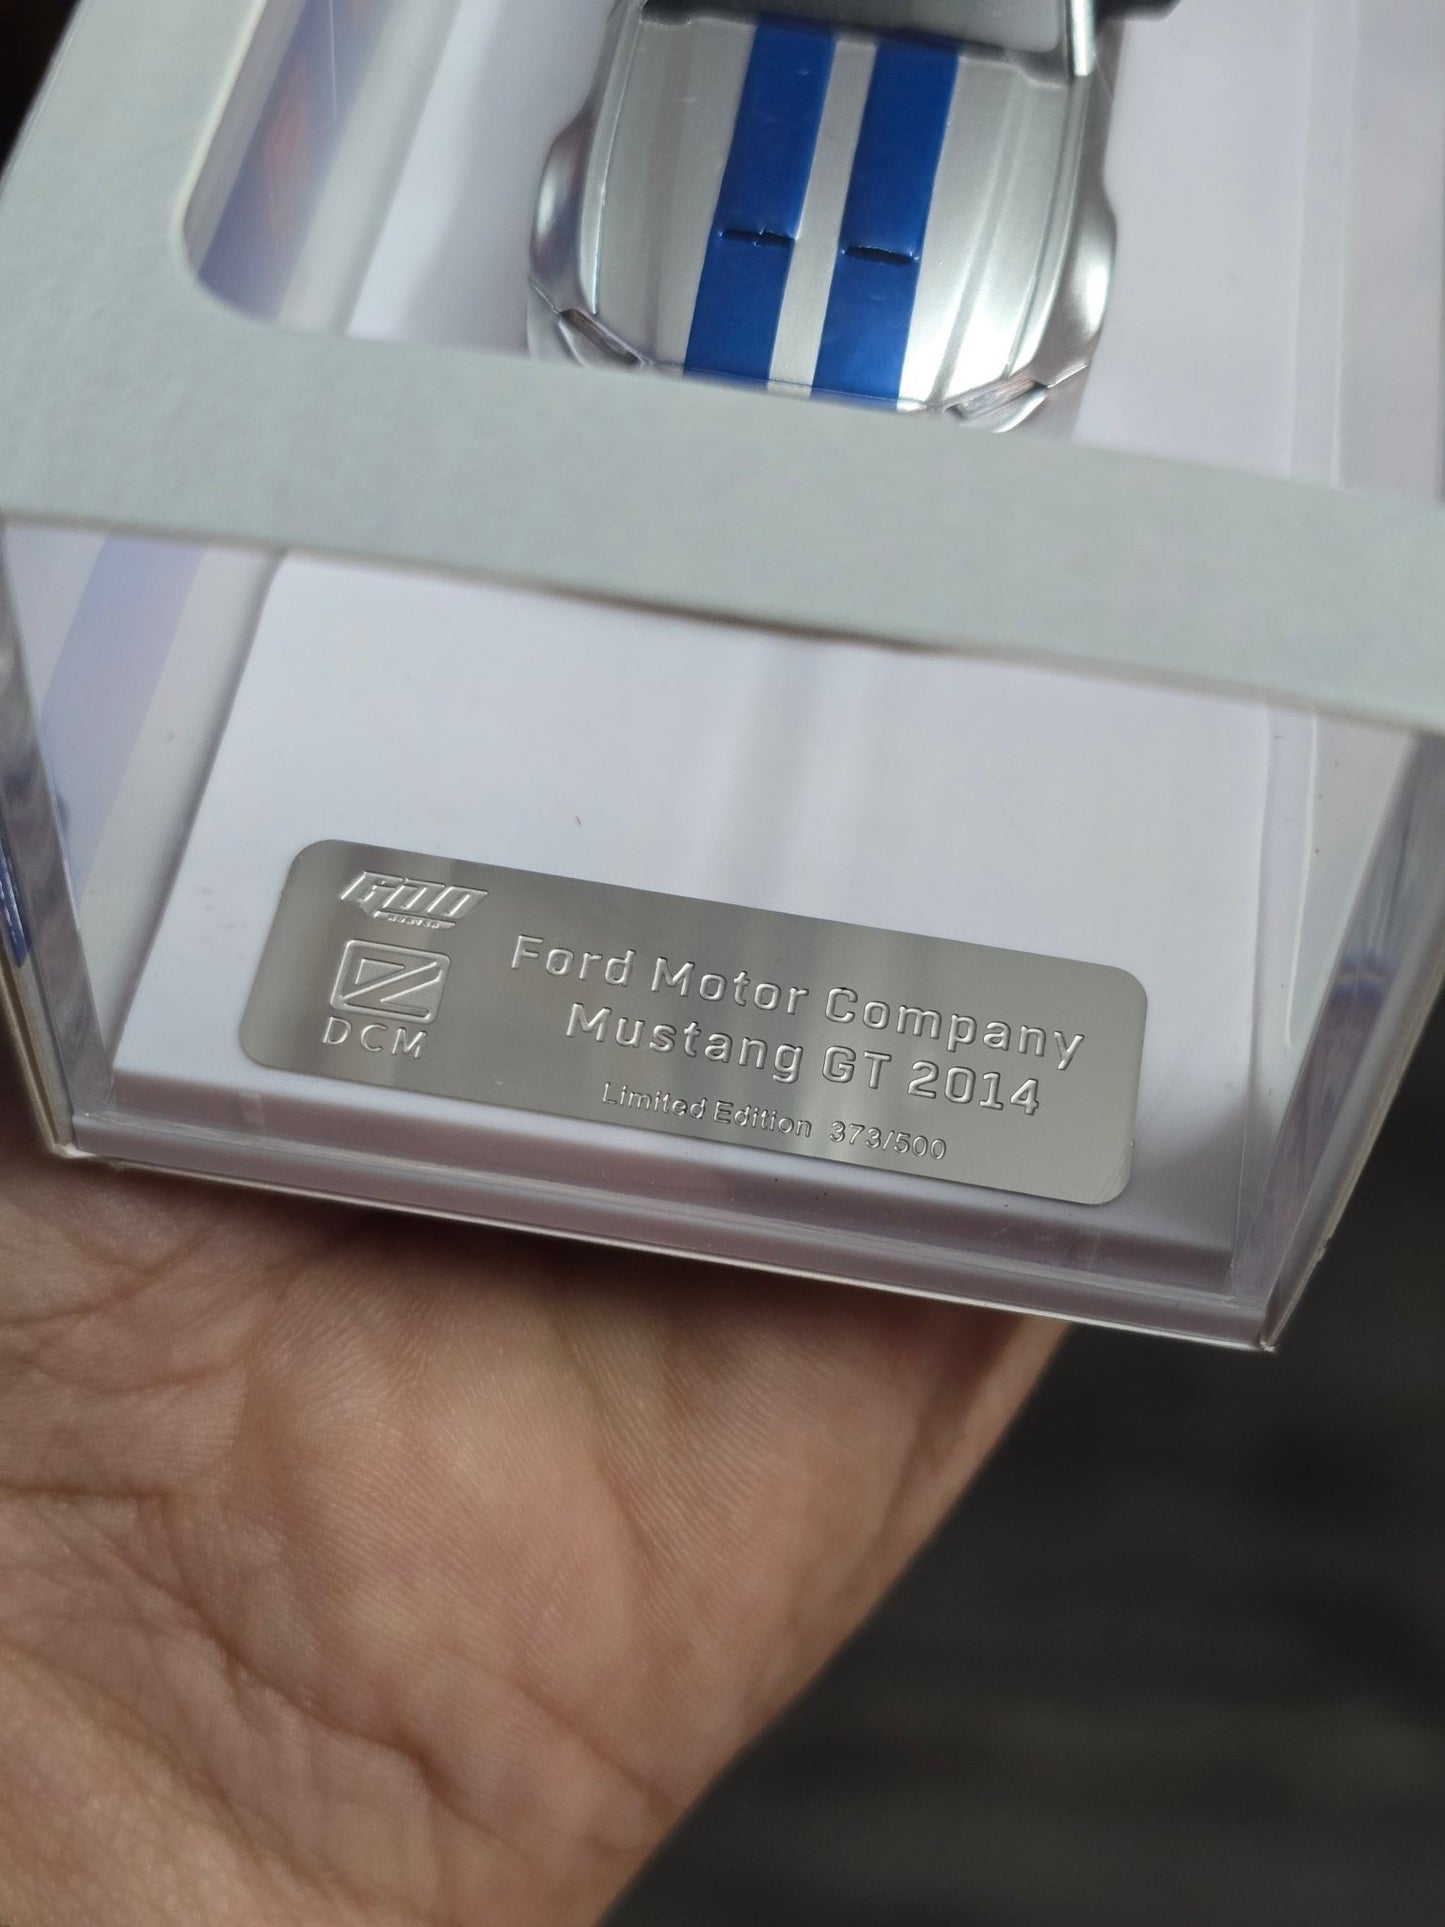 DCM
Ford Motor Company
Mustang GT 2014
Limited Edition 373/500